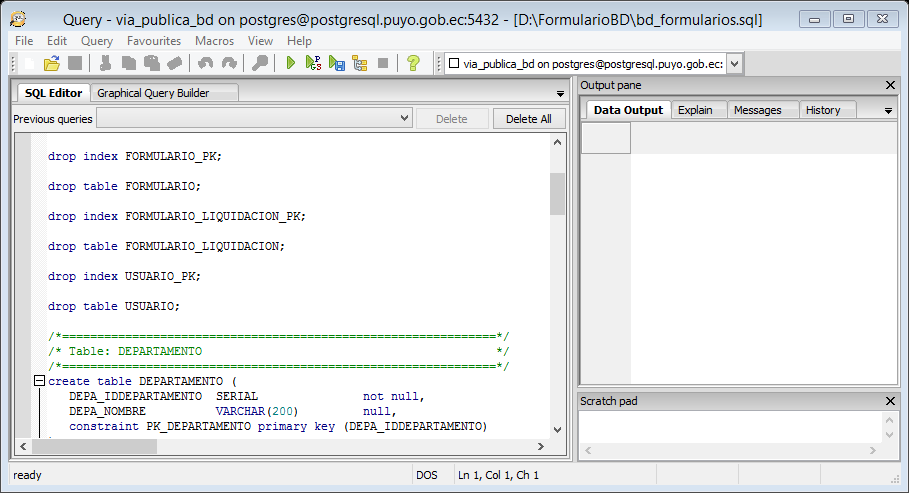 Query - via_publica_bd on postgres@postgresql.puyo.gob.ec:5432 - [D:\FormularioBD\bd_formularios.sql]
File Edit Query Favourites Macros View Help
via_publica_bd on postgres@postgresql.puyo.gob.ec:
SQL Editor Graphical Query Builder
Previous queries Delete Delete All
drop index FORMULARIO_PK;
drop table FORMULARIO;
drop index FORMULARIO_LIQUIDACION_PK;
drop table FORMULARIO_LIQUIDACION;
drop index USUARIO_PK;
drop table USUARIO;
/*==============================================================*/
/* Table: DEPARTAMENTO */
/*==============================================================*/
create table DEPARTAMENTO (
DEPA_IDDEPARTAMENTO SERIAL not null,
DEPA_NOMBRE VARCHAR(200) null,
constraint PK_DEPARTAMENTO primary key (DEPA_IDDEPARTAMENTO)
Output pane
Data Output Explain Messages History
Scratch pad
ready DOS Ln 1, Col 1, Ch 1